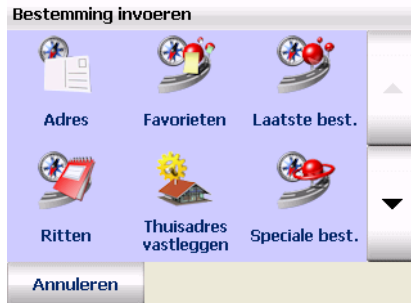 Bestemming invoeren
Adres
Favorieten
Laatste best.
Ritten
Thuisadres
vastleggen
Speciale best.
Annuleren